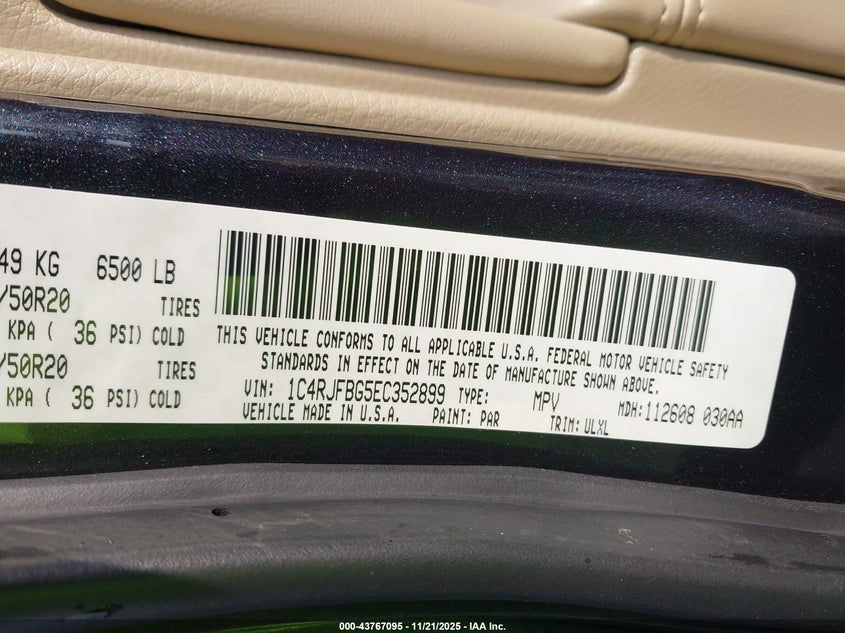 49 KG 6500 LB
/50R20 TIRES
KPA ( 36 PSI) COLD
/50R20 TIRES
KPA ( 36 PSI) COLD
THIS VEHICLE CONFORMS TO ALL APPLICABLE U.S.A. FEDERAL MOTOR VEHICLE SAFETY
STANDARDS IN EFFECT ON THE DATE OF MANUFACTURE SHOWN ABOVE.
VIN: 1C4RJFBG5EC352899 TYPE: MPV MDH: 112608 030AA
VEHICLE MADE IN U.S.A. PAINT: PAR TRIM: ULXL
000-43767095 - 11/21/2025 - IAA Inc.